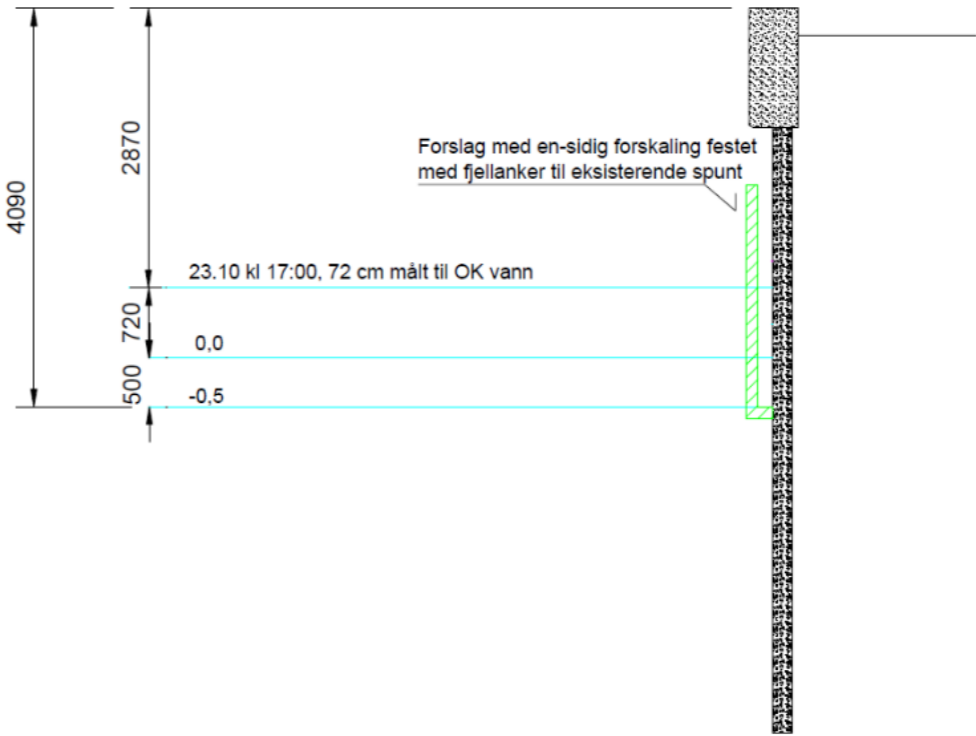 4090
2870
Forslag med en-sidig forskaling festet
med fjellanker til eksisterende spunt
23.10 kl 17:00, 72 cm målt til OK vann
720
0,0
500
-0,5